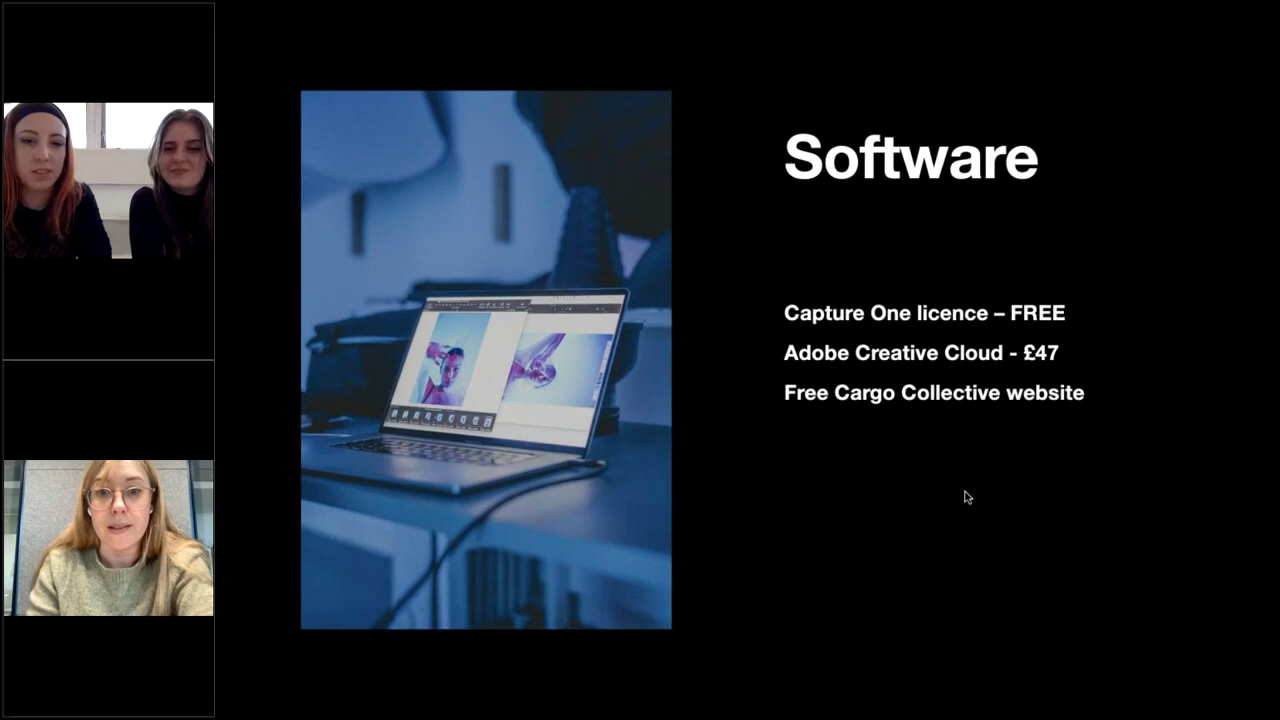 Software
Capture One licence – FREE
Adobe Creative Cloud - £47
Free Cargo Collective website